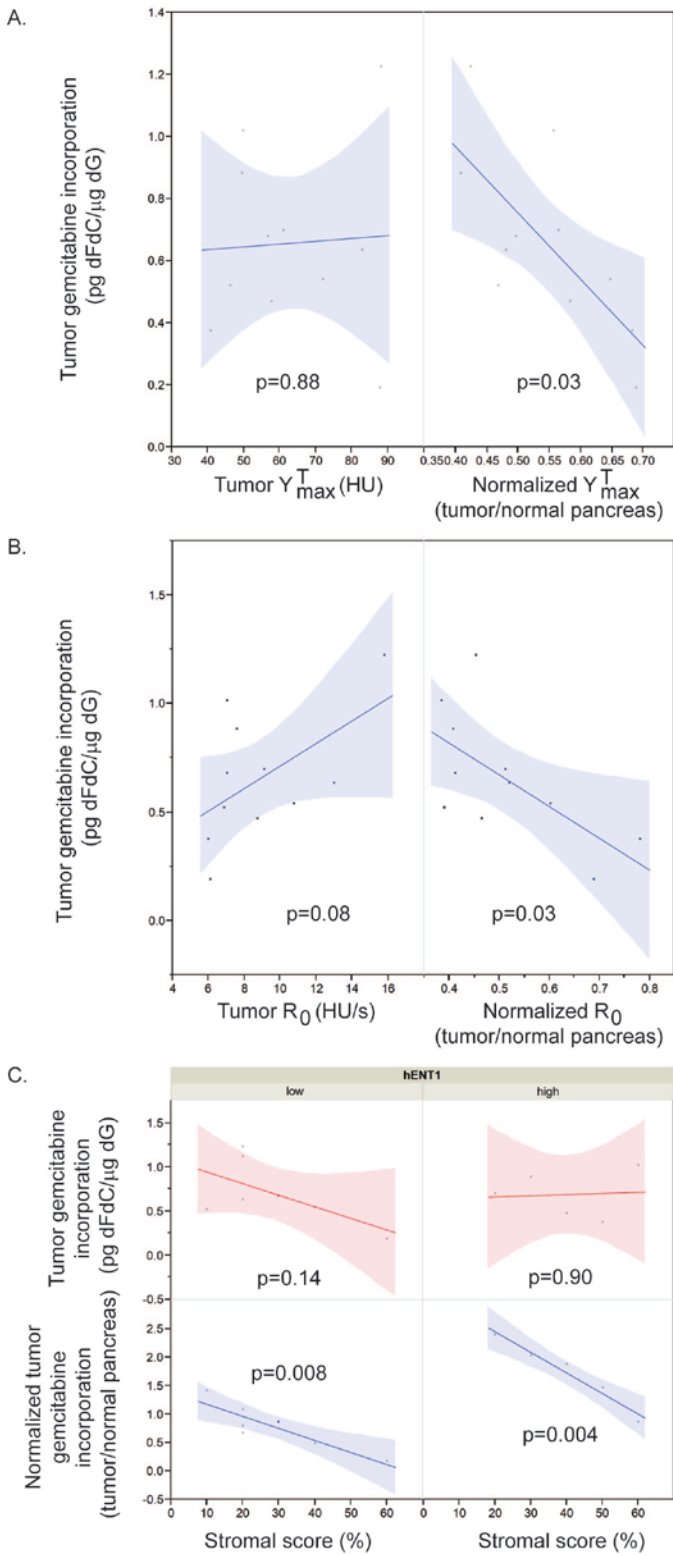 A.
Tumor gemcitabine incorporation
(pg dFdC/μg dG)
1.4
1.2
1.0
0.8
0.6
0.4
0.2
0.0
p=0.88
p=0.03
30 40 50 60 70 80 90
0.35 0.40 0.45 0.50 0.55 0.60 0.65 0.70
Tumor Y T max (HU)
Normalized Y T max
(tumor/normal pancreas)
B.
Tumor gemcitabine incorporation
(pg dFdC/μg dG)
1.5
1.0
0.5
0.0
p=0.08
p=0.03
4 6 8 10 12 14 16
0.4 0.5 0.6 0.7 0.8
Tumor R0 (HU/s)
Normalized R0
(tumor/normal pancreas)
C.
hENT1
low high
Tumor gemcitabine
incorporation
(pg dFdC/μg dG)
1.5
1.0
0.5
0.0
-0.5
p=0.14
p=0.90
Normalized tumor
gemcitabine
incorporation
(tumor/normal pancreas)
2.5
2.0
1.5
1.0
0.5
0.0
-0.5
p=0.008
p=0.004
0 10 20 30 40 50 60
0 10 20 30 40 50 60
Stromal score (%)
Stromal score (%)